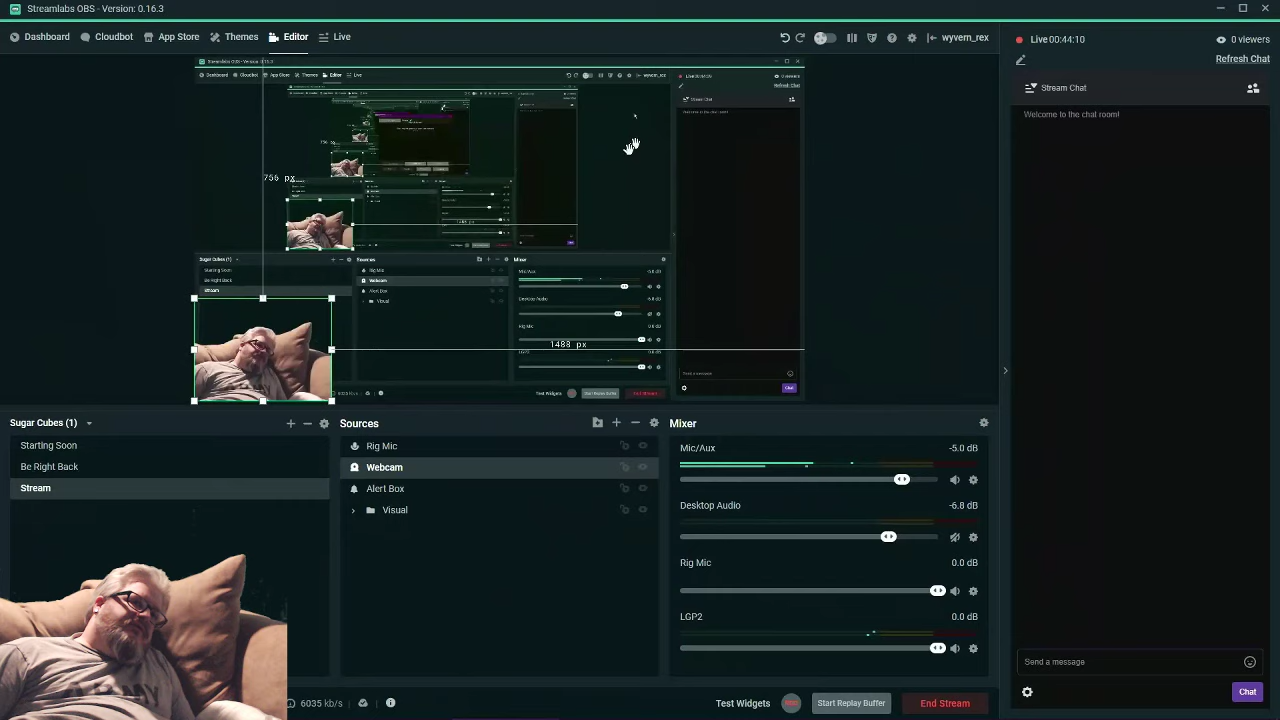 Streamlabs OBS - Version: 0.16.3
Dashboard Cloudbot App Store Themes Editor Live wyvern_rex
Live 00:44:10 0 viewers
Refresh Chat
Stream Chat
Welcome to the chat room!
756 px
1488 px
Sugar Cubes (1)
Starting Soon
Be Right Back
Stream
Sources
Rig Mic
Webcam
Alert Box
Visual
Mixer
Mic/Aux -5.0 dB
Desktop Audio -6.8 dB
Rig Mic 0.0 dB
LGP2 0.0 dB
6035 kb/s
Test Widgets REC Start Replay Buffer End Stream
Send a message
Chat